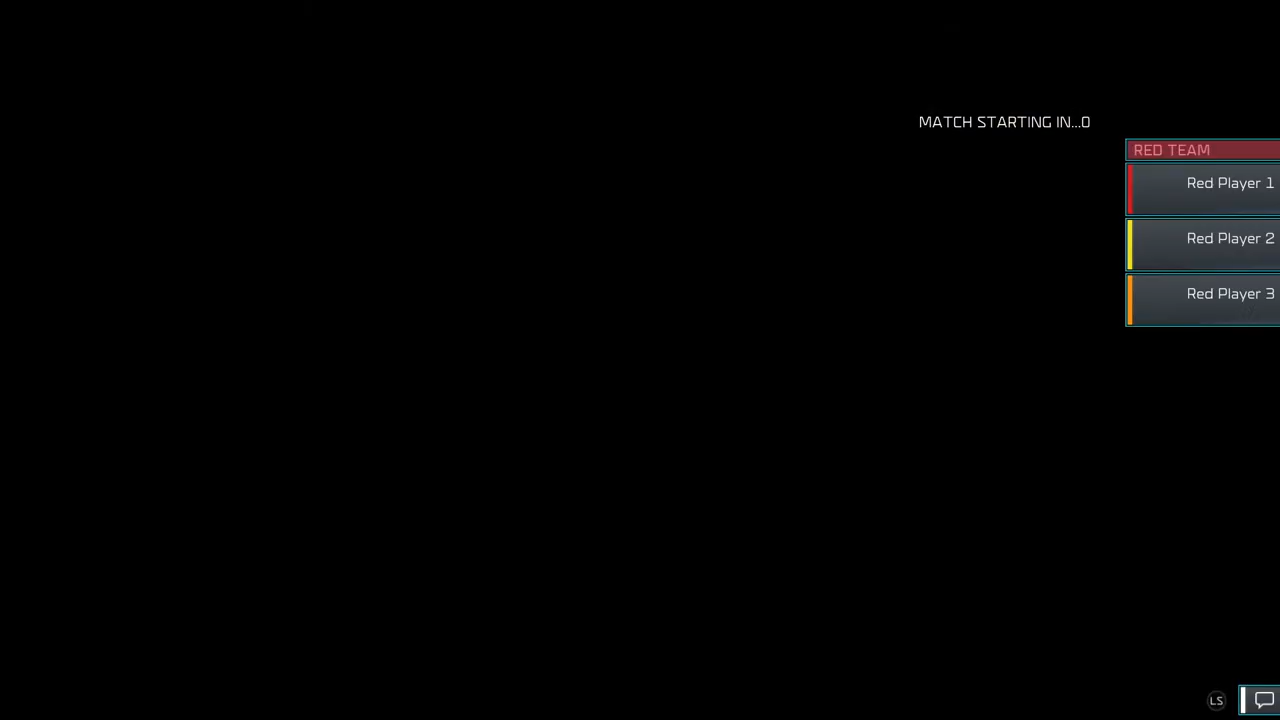 MATCH STARTING IN...0
RED TEAM
Red Player 1
Red Player 2
Red Player 3
LS